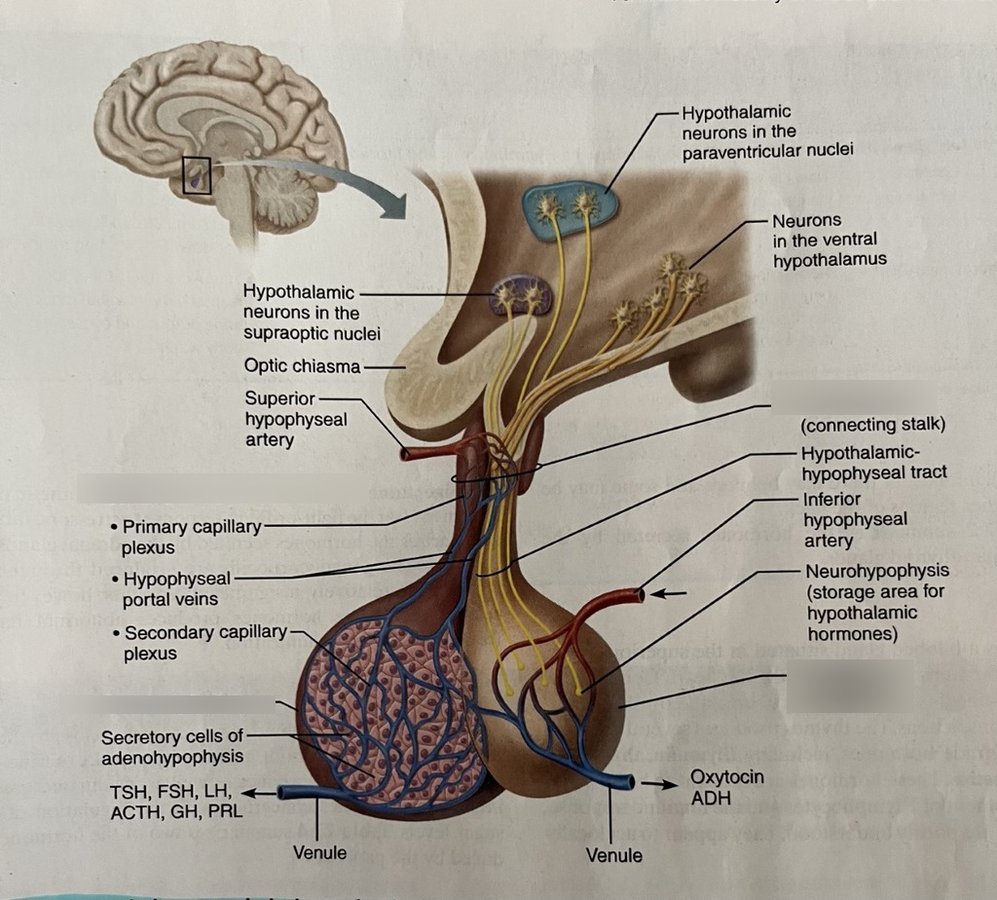 Hypothalamic
neurons in the
paraventricular nuclei
Neurons
in the ventral
hypothalamus
Hypothalamic
neurons in the
supraoptic nuclei
Optic chiasma
Superior
hypophyseal
artery
(connecting stalk)
Hypothalamic-
hypophyseal tract
Inferior
hypophyseal
artery
• Primary capillary
plexus
• Hypophyseal
portal veins
Neurohypophysis
(storage area for
hypothalamic
hormones)
• Secondary capillary
plexus
Secretory cells of
adenohypophysis
TSH, FSH, LH,
ACTH, GH, PRL
Oxytocin
ADH
Venule
Venule